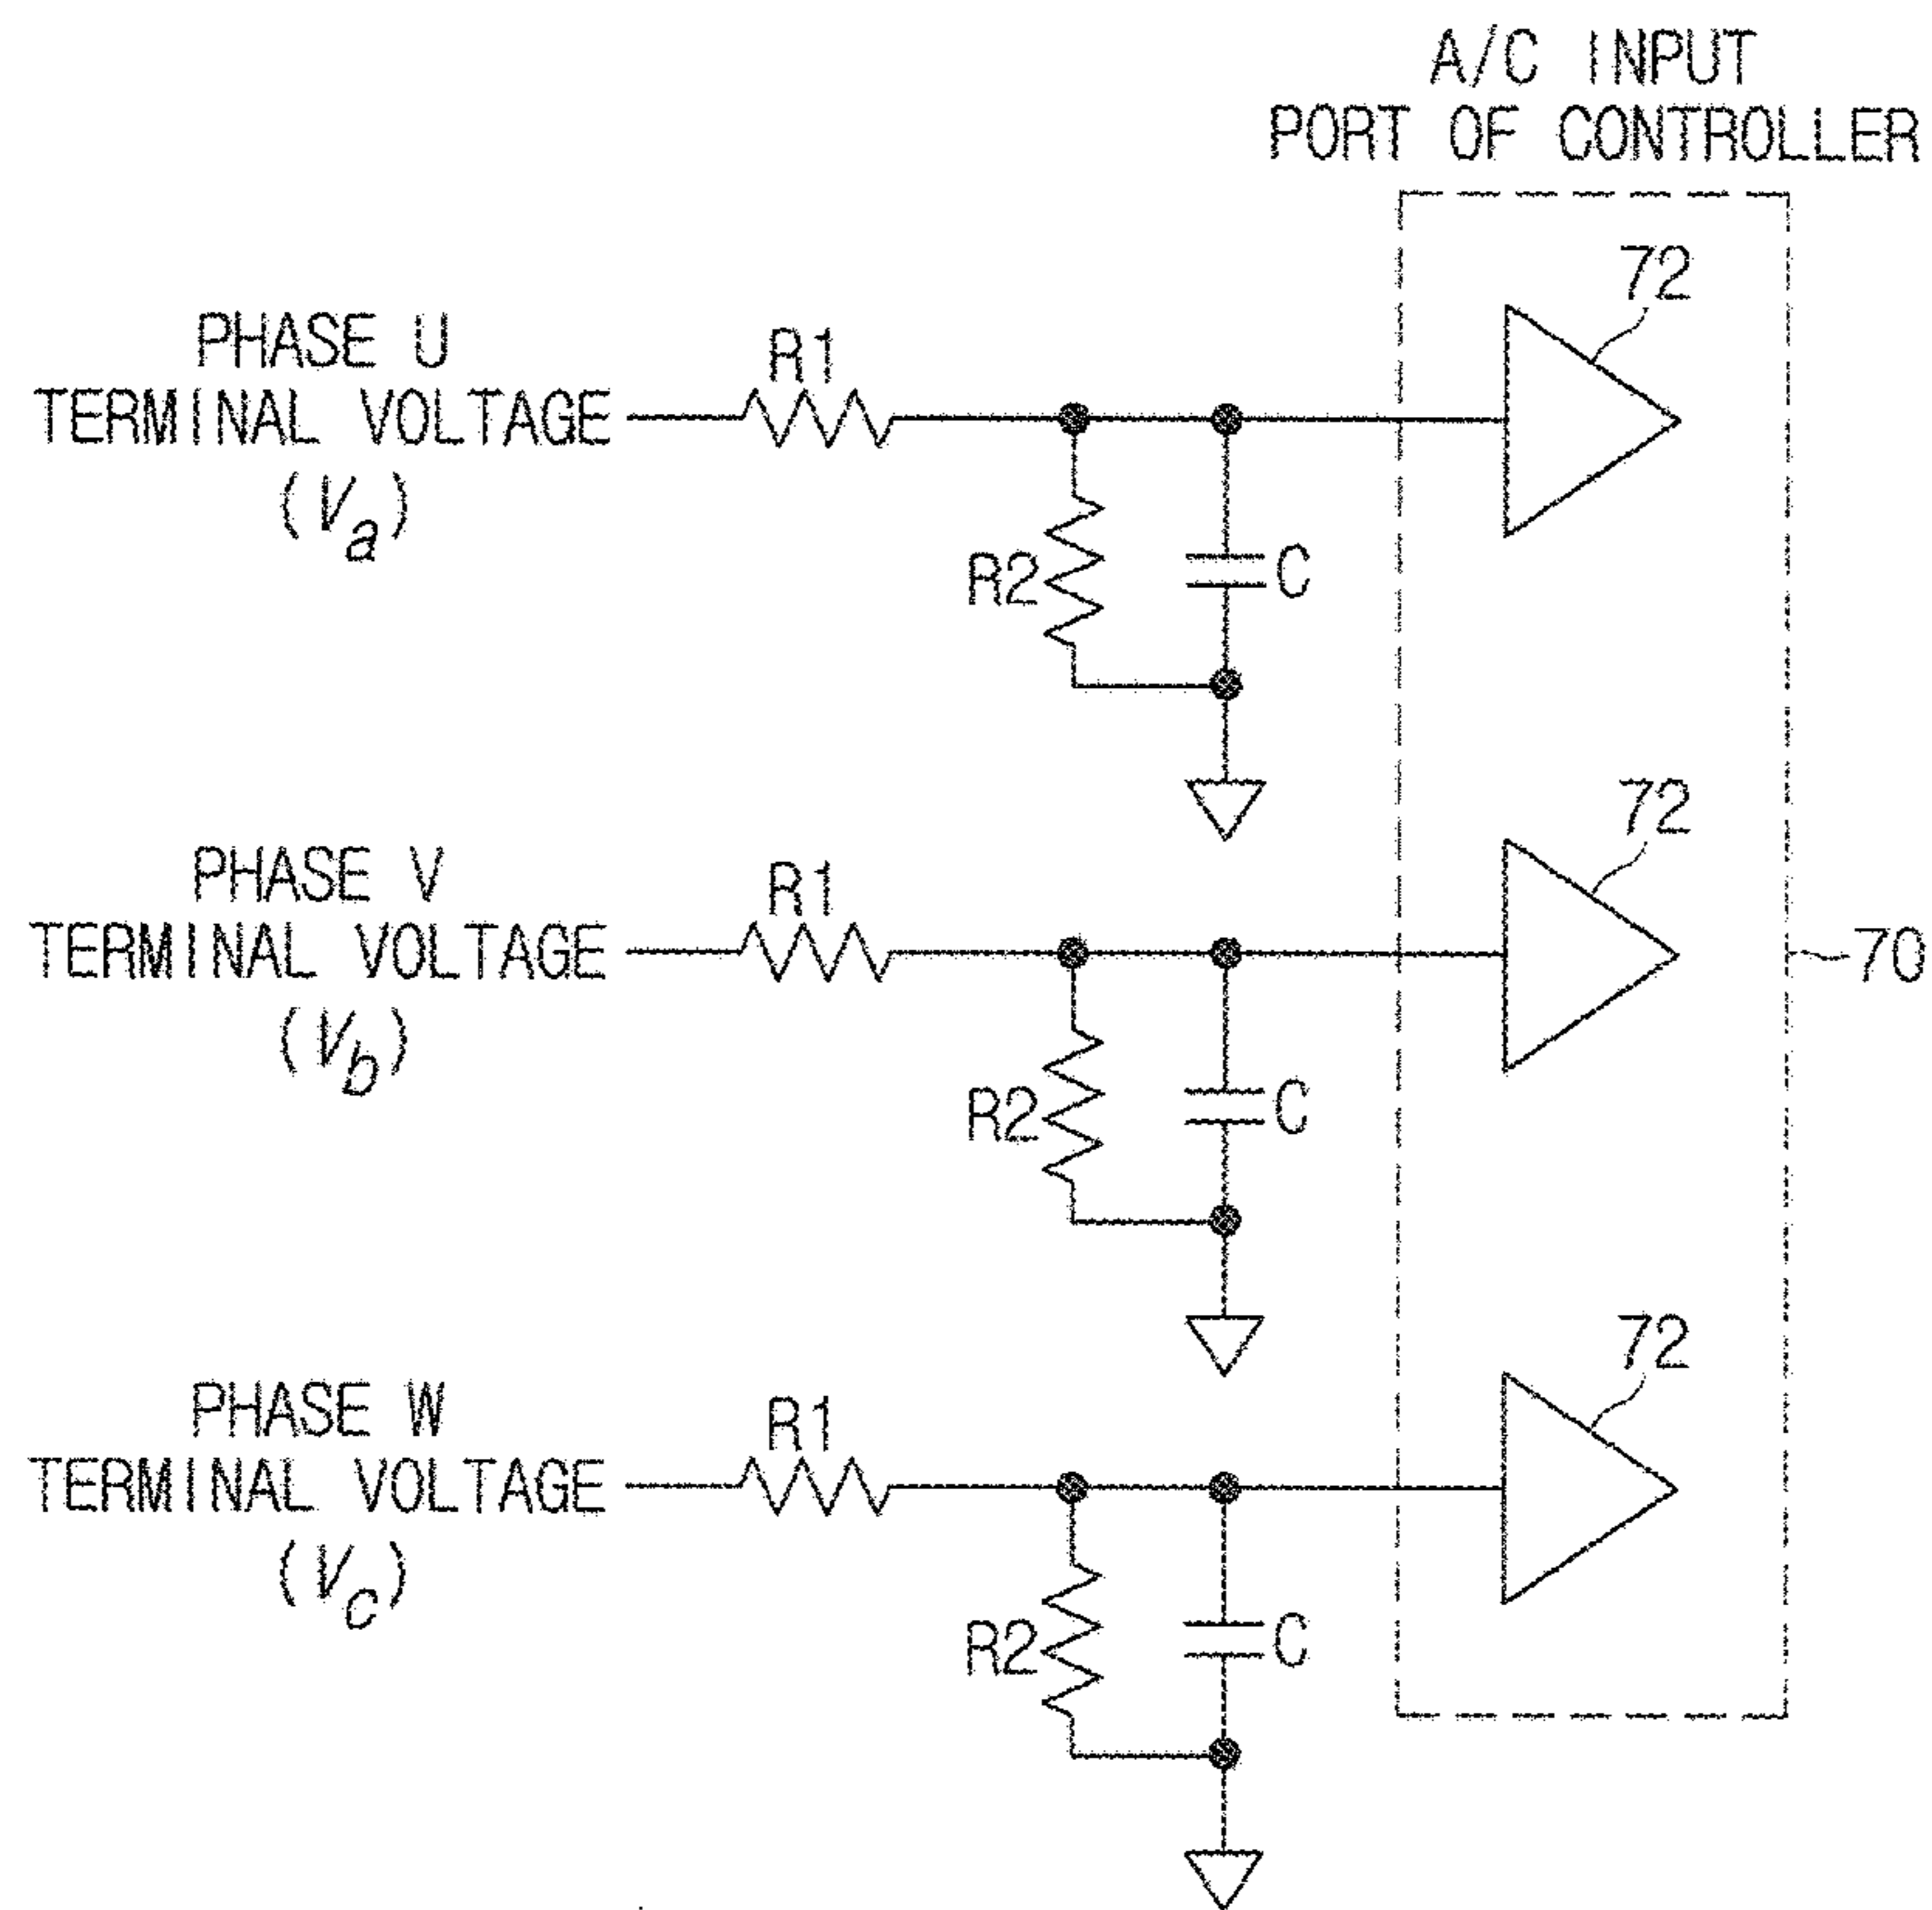 A/C INPUT
PORT OF CONTROLLER
72
PHASE U
TERMINAL VOLTAGE
(Va)
R1
R2
C
72
PHASE V
TERMINAL VOLTAGE
(Vb)
R1
R2
C
70
72
PHASE W
TERMINAL VOLTAGE
(Vc)
R1
R2
C